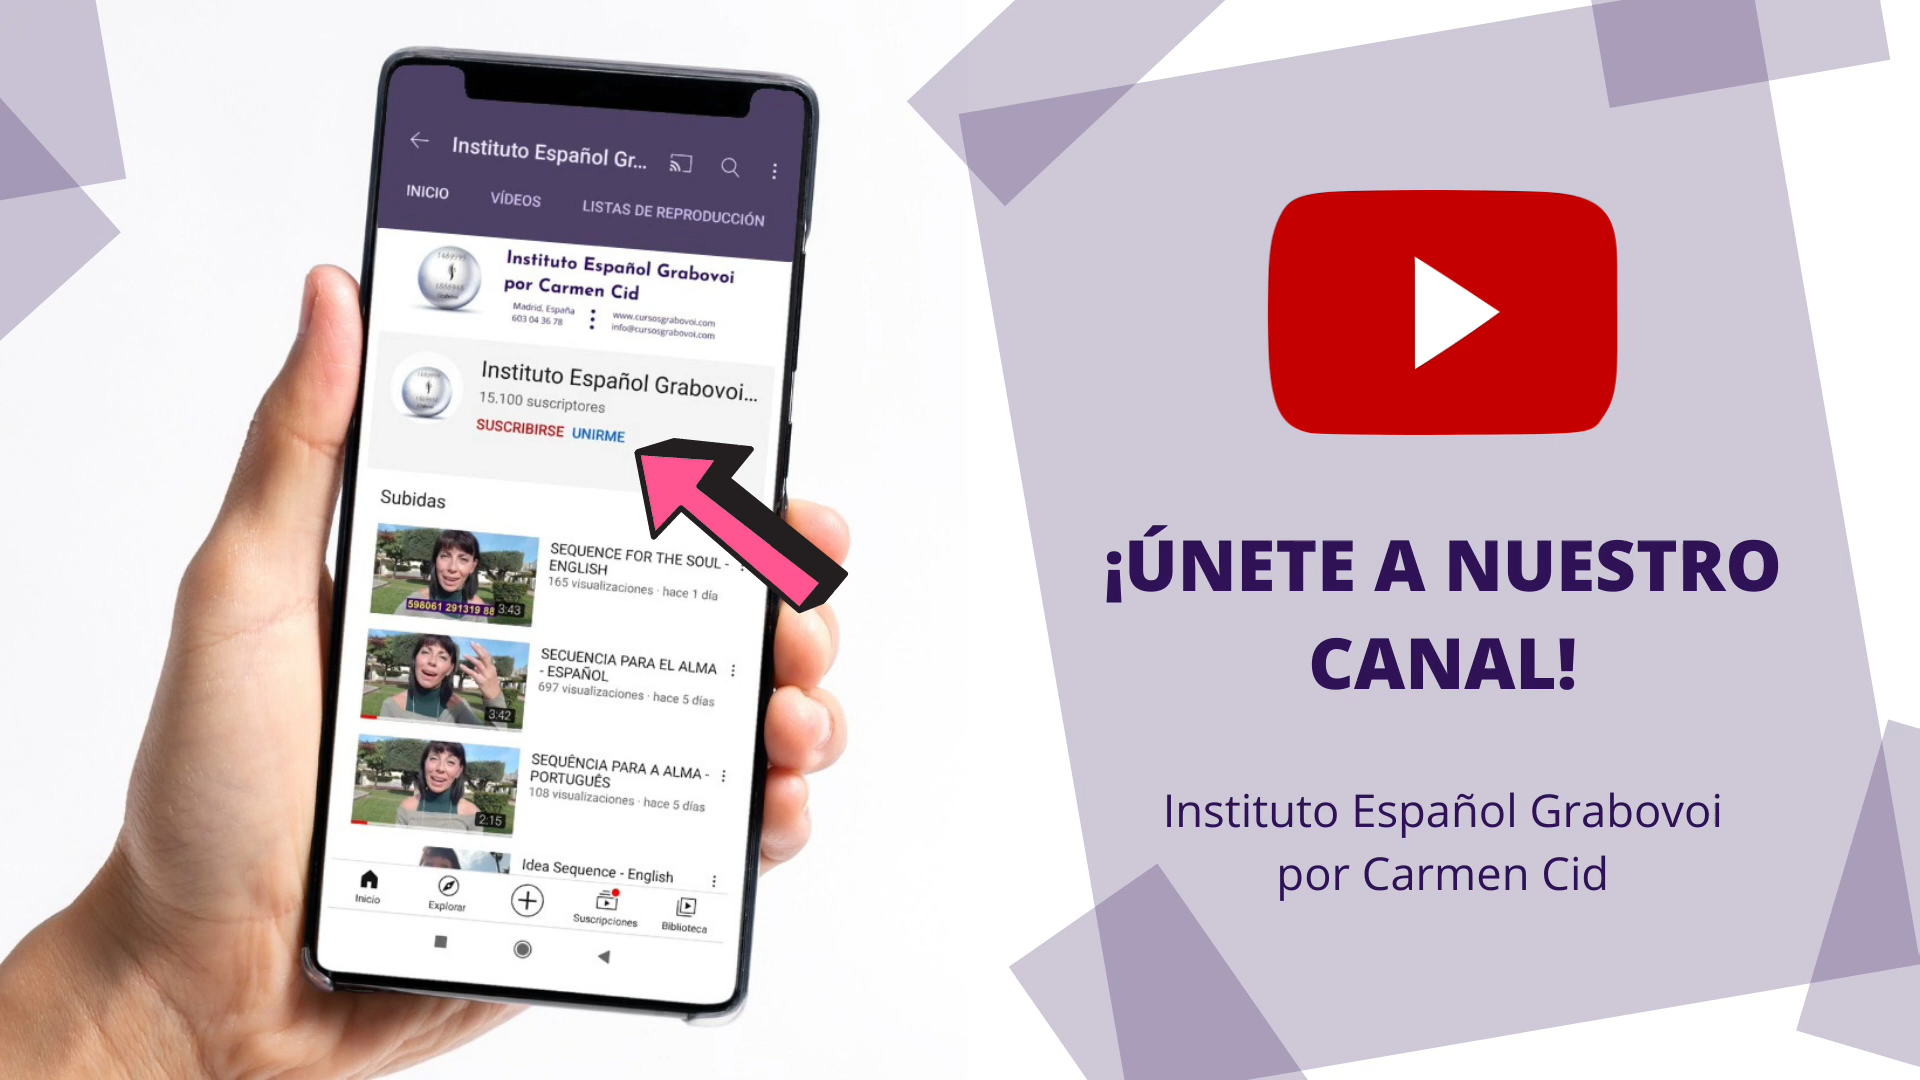 Instituto Español Gr...
INICIO VÍDEOS LISTAS DE REPRODUCCIÓN
Instituto Español Grabovoi
por Carmen Cid
Madrid, España
603 04 36 78
www.cursosgrabovoi.com
info@cursosgrabovoi.com
Instituto Español Grabovoi...
15.100 suscriptores
SUSCRIBIRSE UNIRME
Subidas
SEQUENCE FOR THE SOUL -
ENGLISH
165 visualizaciones · hace 1 día
598061 291319 88 3:43
SECUENCIA PARA EL ALMA
- ESPAÑOL
697 visualizaciones · hace 5 días
3:42
SEQUÊNCIA PARA A ALMA -
PORTUGUÊS
108 visualizaciones · hace 5 días
2:15
Idea Sequence - English
Inicio Explorar Suscripciones Biblioteca
¡ÚNETE A NUESTRO
CANAL!
Instituto Español Grabovoi
por Carmen Cid